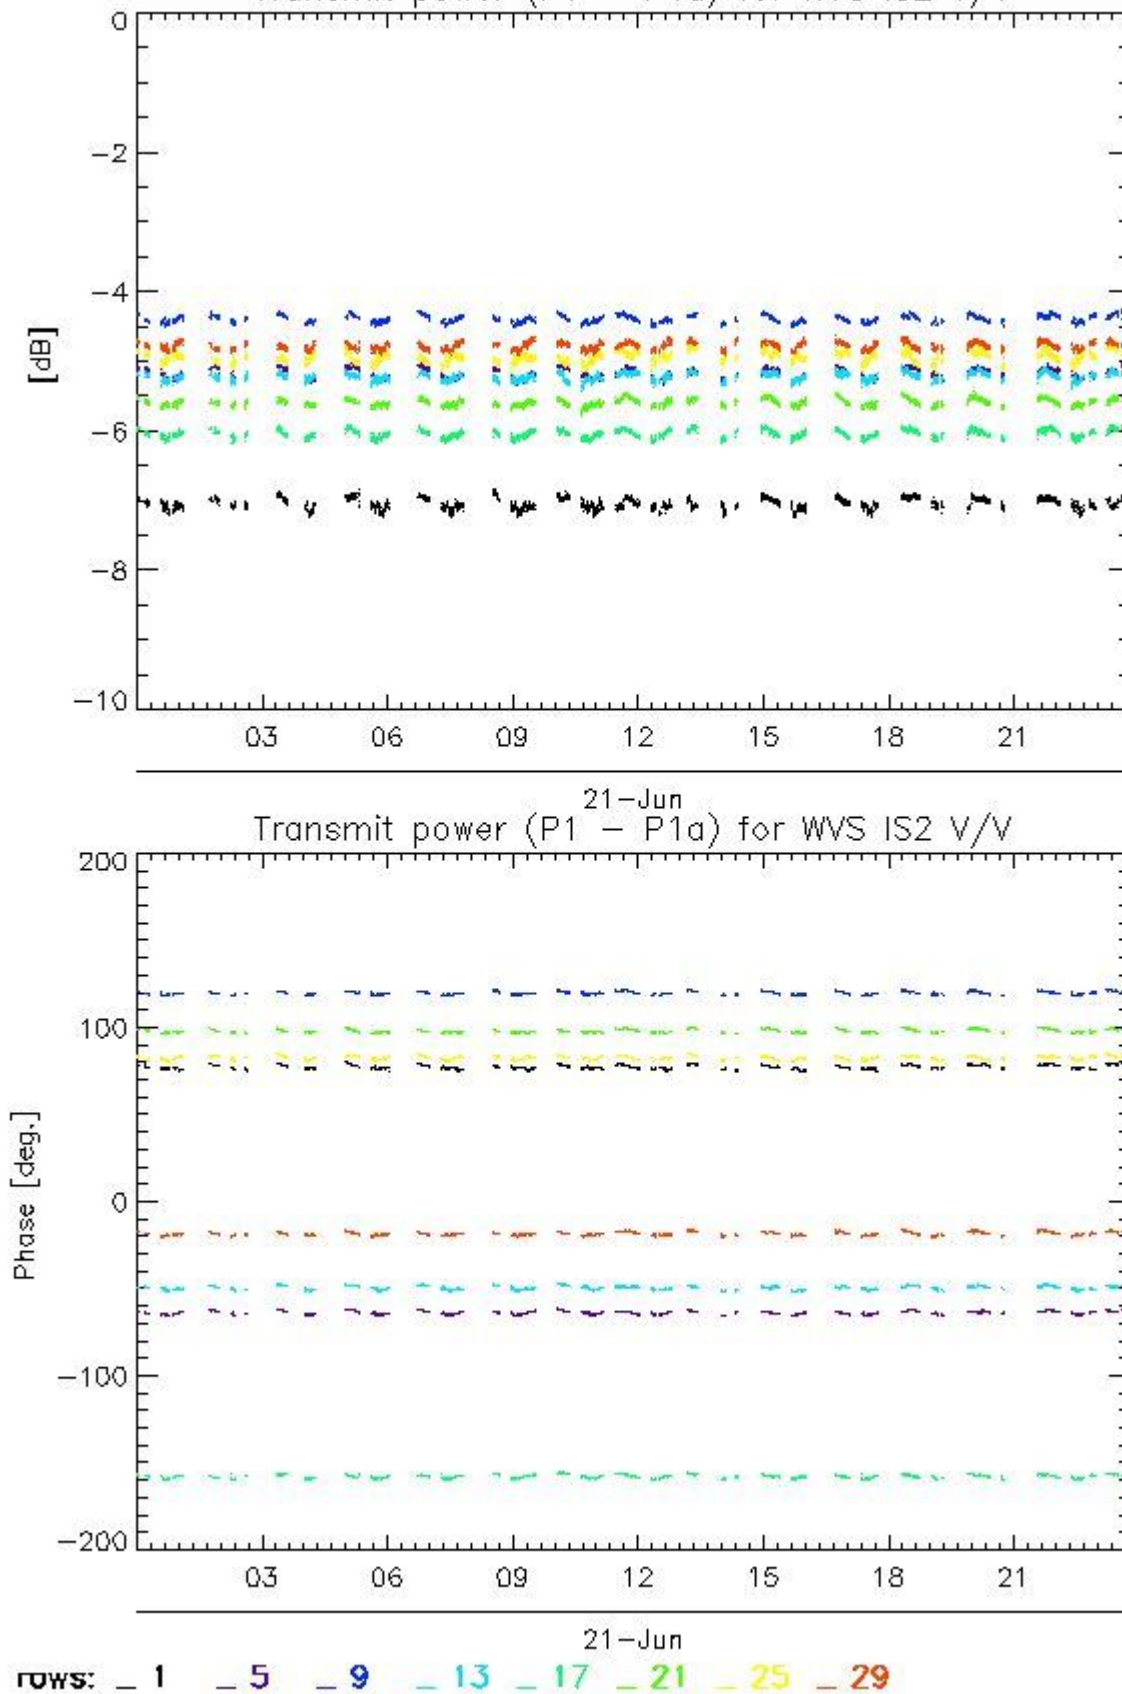 0
−2
−4
[dB]
−6
−8
−10
03 06 09 12 15 18 21
21−Jun
Transmit power (P1 − P1a) for WVS IS2 V/V
200
100
Phase [deg.]
0
−100
−200
03 06 09 12 15 18 21
21−Jun
rows: _ 1 _ 5 _ 9 _ 13 _ 17 _ 21 _ 25 _ 29